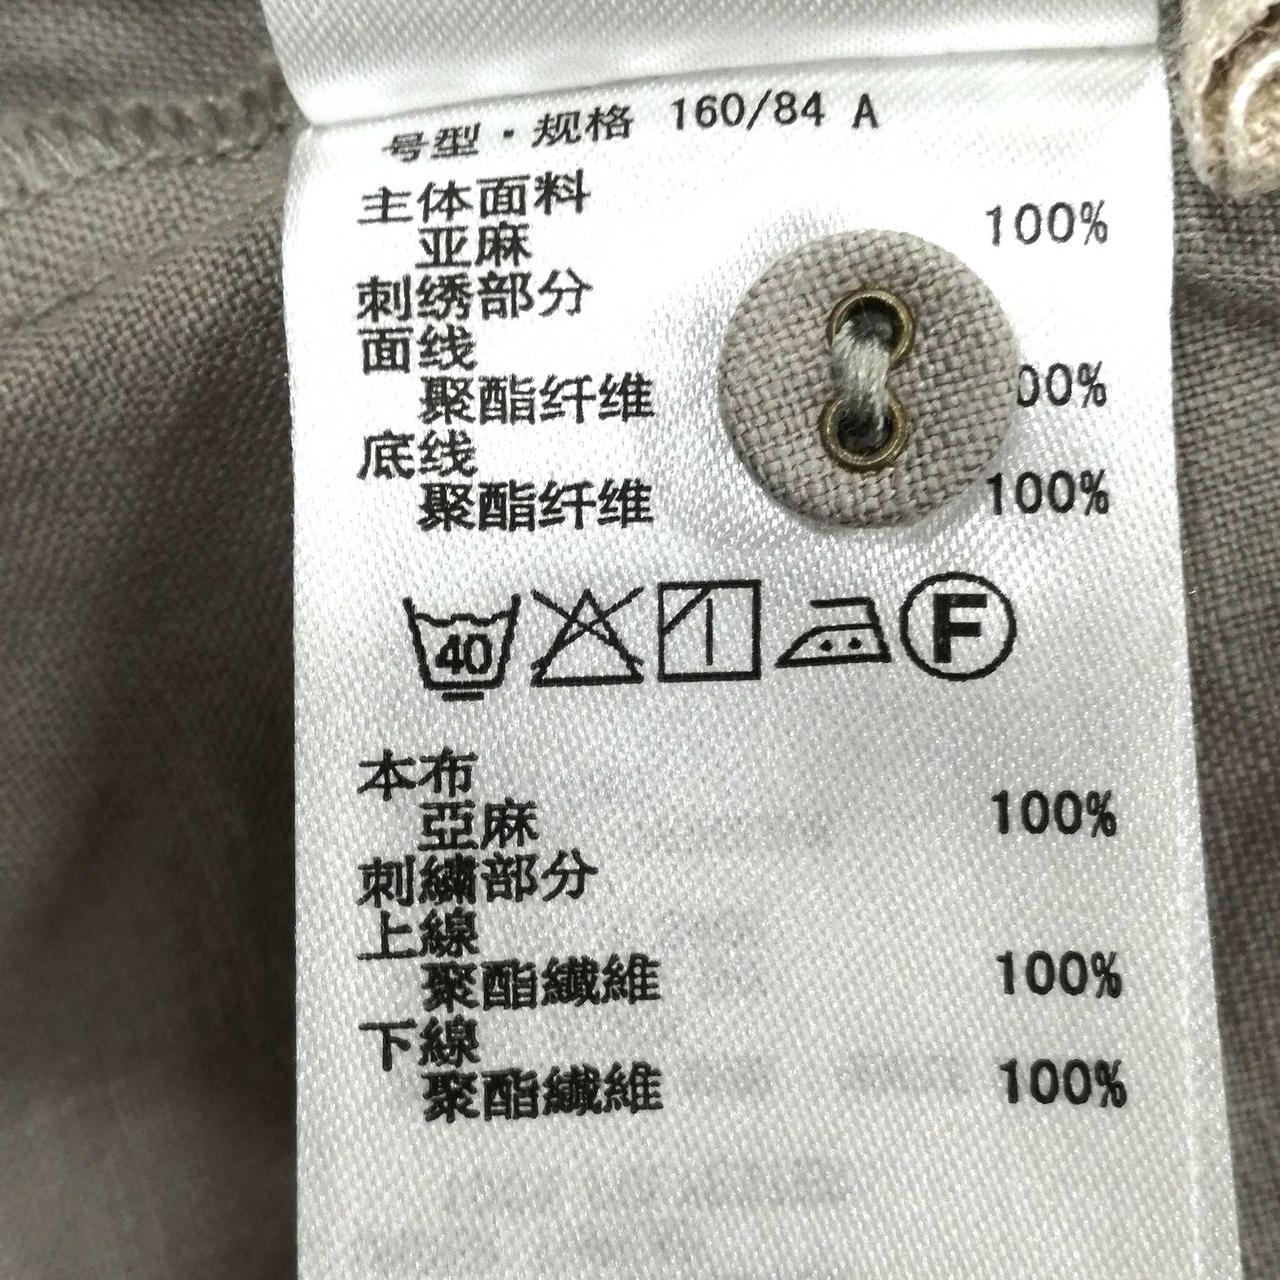 号型・规格 160/84 A
主体面料
亚麻 100%
刺绣部分
面线
聚酯纤维 00%
底线
聚酯纤维 100%
40
F
本布
亞麻 100%
刺繡部分
上線
聚酯纖維 100%
下線
聚酯纖維 100%